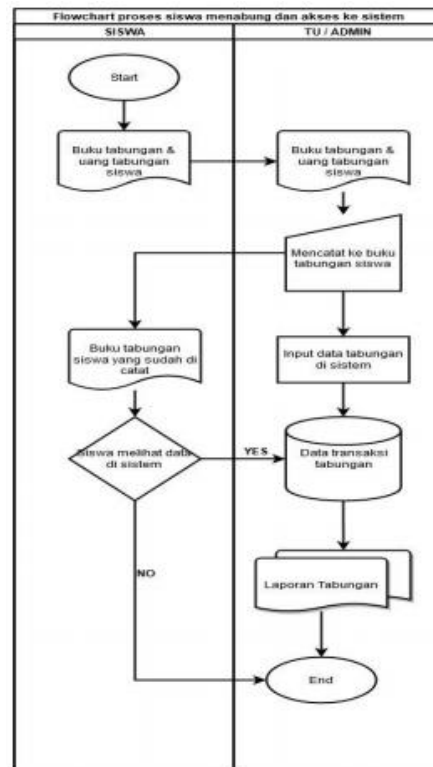 Flowchart proses siswa menabung dan akses ke sistem
SISWA
TU / ADMIN
Start
Buku tabungan &
uang tabungan
siswa
Buku tabungan &
uang tabungan
siswa
Mencatat ke buku
tabungan siswa
Buku tabungan
siswa yang sudah di
catat
Input data tabungan
di sistem
Siswa melihat data
di sistem
YES
Data transaksi
tabungan
NO
Laporan Tabungan
End